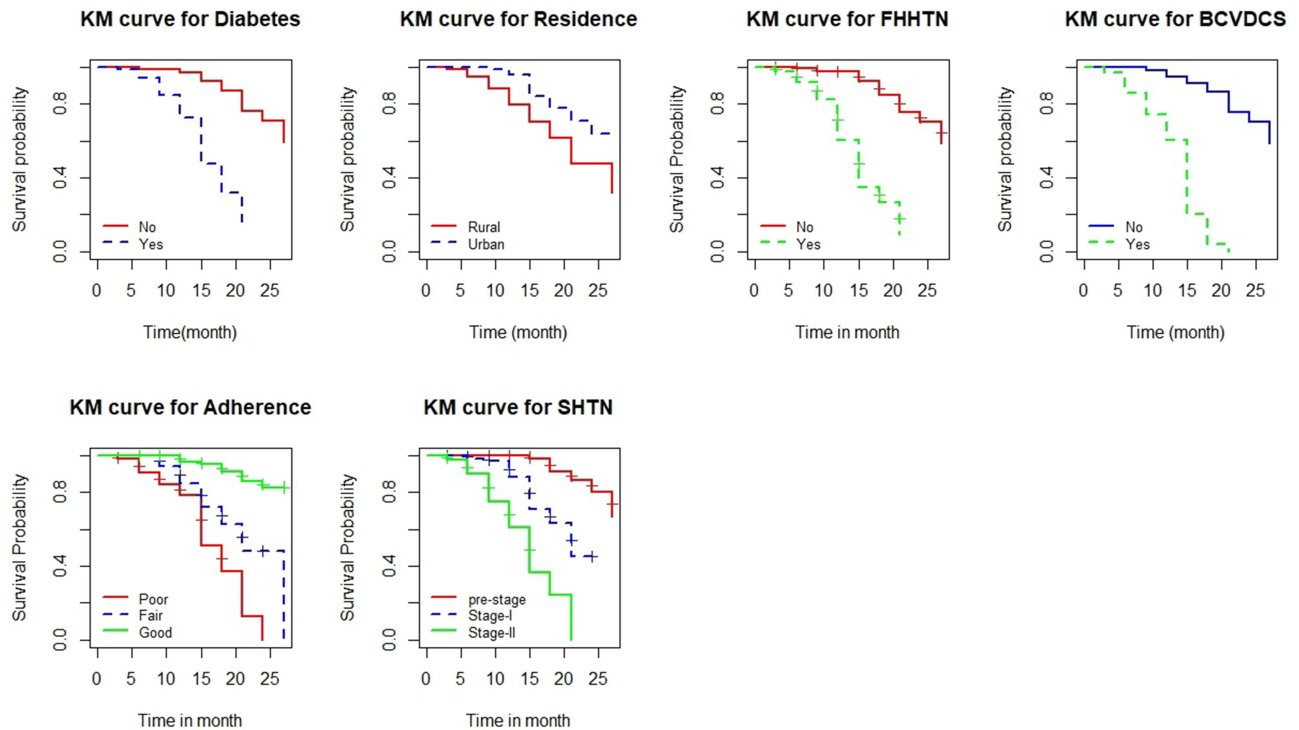 KM curve for Diabetes
Survival probability
0.0 0.4 0.8
No
Yes
0 5 10 15 20 25
Time(month)
KM curve for Residence
Survival probability
0.0 0.4 0.8
Rural
Urban
0 5 10 15 20 25
Time (month)
KM curve for FHHTN
Survival Probability
0.0 0.4 0.8
No
Yes
0 5 10 15 20 25
Time in month
KM curve for BCVDCS
Survival probability
0.0 0.4 0.8
No
Yes
0 5 10 15 20 25
Time (month)
KM curve for Adherence
Survival Probability
0.0 0.4 0.8
Poor
Fair
Good
0 5 10 15 20 25
Time in month
KM curve for SHTN
Survival Probability
0.0 0.4 0.8
pre-stage
Stage-I
Stage-II
0 5 10 15 20 25
Time in month